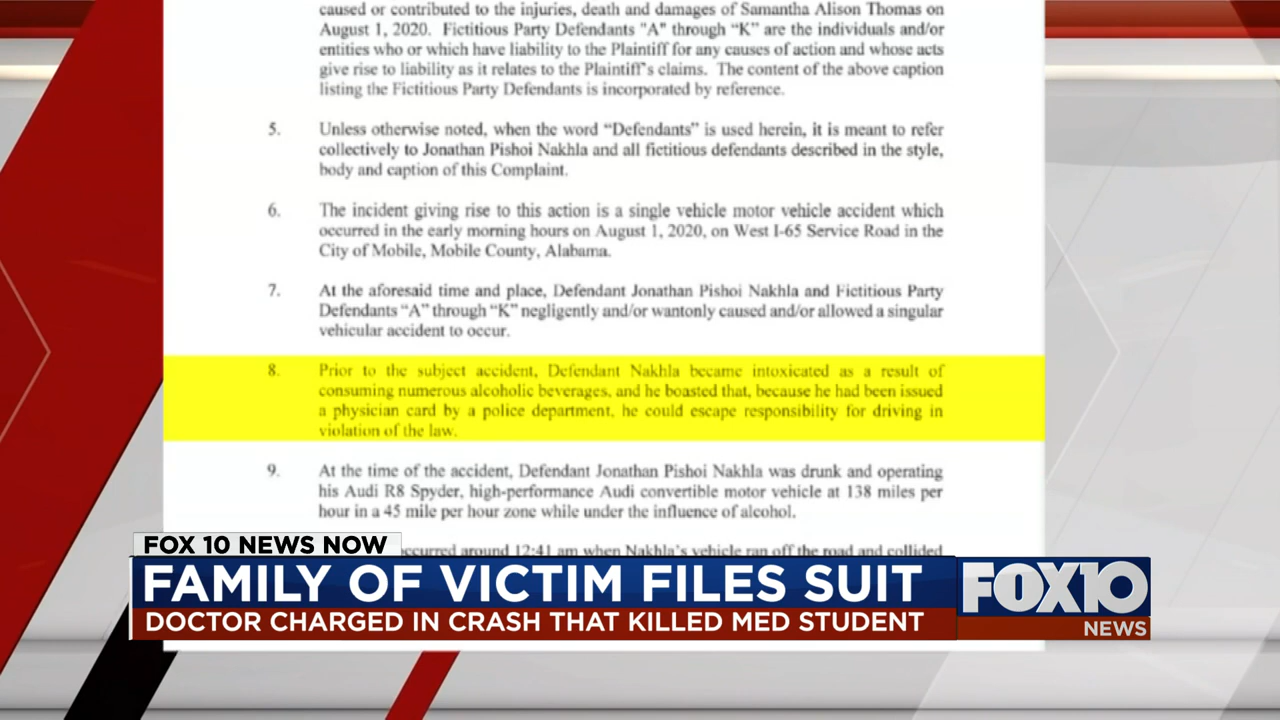 caused or contributed to the injuries, death and damages of Samantha Alison Thomas on
August 1, 2020. Fictitious Party Defendants "A" through “K” are the individuals and/or
entities who or which have liability to the Plaintiff for any causes of action and whose acts
give rise to liability as it relates to the Plaintiff's claims. The content of the above caption
listing the Fictitious Party Defendants is incorporated by reference.
5. Unless otherwise noted, when the word “Defendants” is used herein, it is meant to refer
collectively to Jonathan Pishoi Nakhla and all fictitious defendants described in the style,
body and caption of this Complaint.
6. The incident giving rise to this action is a single vehicle motor vehicle accident which
occurred in the early morning hours on August 1, 2020, on West I-65 Service Road in the
City of Mobile, Mobile County, Alabama.
7. At the aforesaid time and place, Defendant Jonathan Pishoi Nakhla and Fictitious Party
Defendants “A” through “K” negligently and/or wantonly caused and/or allowed a singular
vehicular accident to occur.
8. Prior to the subject accident, Defendant Nakhla became intoxicated as a result of
consuming numerous alcoholic beverages, and he boasted that, because he had been issued
a physician card by a police department, he could escape responsibility for driving in
violation of the law.
9. At the time of the accident, Defendant Jonathan Pishoi Nakhla was drunk and operating
his Audi R8 Spyder, high-performance Audi convertible motor vehicle at 138 miles per
hour in a 45 mile per hour zone while under the influence of alcohol.
ccurred around 12:41 am when Nakhla's vehicle ran off the road and collided
FOX 10 NEWS NOW
FAMILY OF VICTIM FILES SUIT
DOCTOR CHARGED IN CRASH THAT KILLED MED STUDENT
FOX10
NEWS